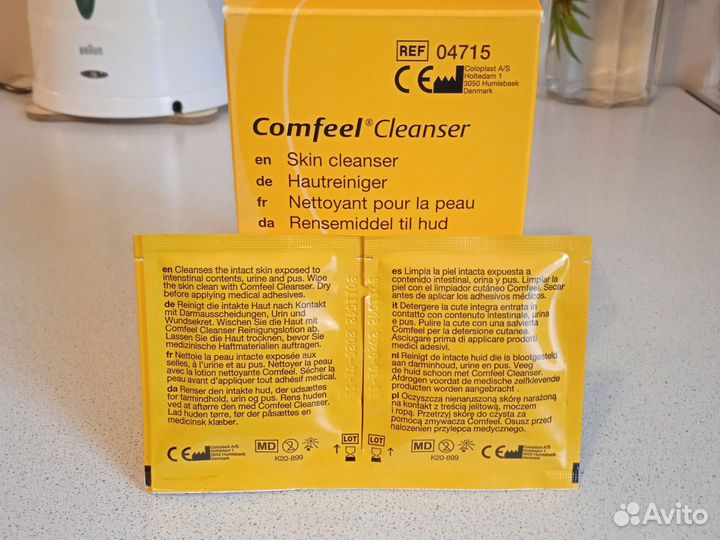 BRAUN
REF 04715
CE
Coloplast A/S
Holtedam 1
3050 Humlebaek
Denmark
Comfeel® Cleanser
en Skin cleanser
de Hautreiniger
fr Nettoyant pour la peau
da Rensemiddel til hud
en Cleanses the intact skin exposed to
intenstinal contents, urine and pus. Wipe
the skin clean with Comfeel Cleanser. Dry
before applying medical adhesives.
de Reinigt die intakte Haut nach Kontakt
mit Darmausscheidungen, Urin und
Wundsekret. Wischen Sie die Haut mit
Comfeel Cleanser Reinigungslotion ab.
Lassen Sie die Haut trocknen, bevor Sie
medizinische Haftmaterialien auftragen.
fr Nettoie la peau intacte exposée aux
selles, à l'urine et au pus. Nettoyer la peau
avec la lotion nettoyante Comfeel. Sécher la
peau avant d'appliquer tout adhésif médical.
da Renser den intakte hud, der udsættes
for tarmindhold, urin og pus. Rens huden
ved at aftørre den med Comfeel Cleanser.
Lad huden tørre, før der påsættes en
medicinsk klæber.
CE
Coloplast A/S
Holtedam 1
3050 Humlebaek
Denmark
MD
K20-899
LOT
es Limpia la piel intacta expuesta a
contenido intestinal, orina y pus. Limpiar la
piel con el limpiador cutáneo Comfeel. Secar
antes de aplicar los adhesivos médicos.
it Detergere la cute integra entrata in
contatto con contenuto intestinale, urina
e pus. Pulire la cute con una salvietta
Comfeel per la detersione cutanea.
Asciugare prima di applicare prodotti
medici adesivi.
nl Reinigt de intacte huid die is blootgesteld
aan darminhoud, urine en pus. Veeg
de huid schoon met Comfeel Cleanser.
Afdrogen voordat de medische zelfklevende
producten worden aangebracht.
pl Oczyszcza nienaruszoną skórę narażoną
na kontakt z treścią jelitową, moczem
i ropą. Przetrzyj skórę do czysta za
pomocą zmywacza Comfeel. Osusz przed
nałożeniem przylepca medycznego.
LOT
CE
MD
K20-899
Coloplast A/S
Holtedam 1
3050 Humlebaek
Denmark
Avito